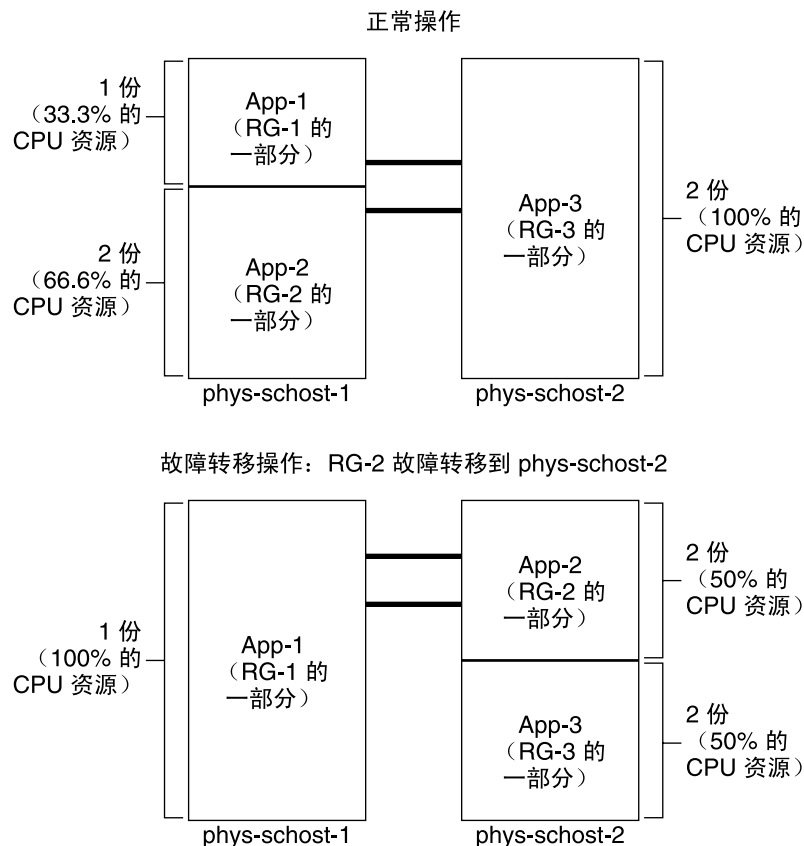 正常操作
1 份
（33.3% 的
CPU 资源）
App-1
（RG-1 的
一部分）
2 份
（66.6% 的
CPU 资源）
App-2
（RG-2 的
一部分）
App-3
（RG-3 的
一部分）
2 份
（100% 的
CPU 资源）
phys-schost-1
phys-schost-2
故障转移操作：RG-2 故障转移到 phys-schost-2
1 份
（100% 的
CPU 资源）
App-1
（RG-1 的
一部分）
App-2
（RG-2 的
一部分）
2 份
（50% 的
CPU 资源）
App-3
（RG-3 的
一部分）
2 份
（50% 的
CPU 资源）
phys-schost-1
phys-schost-2